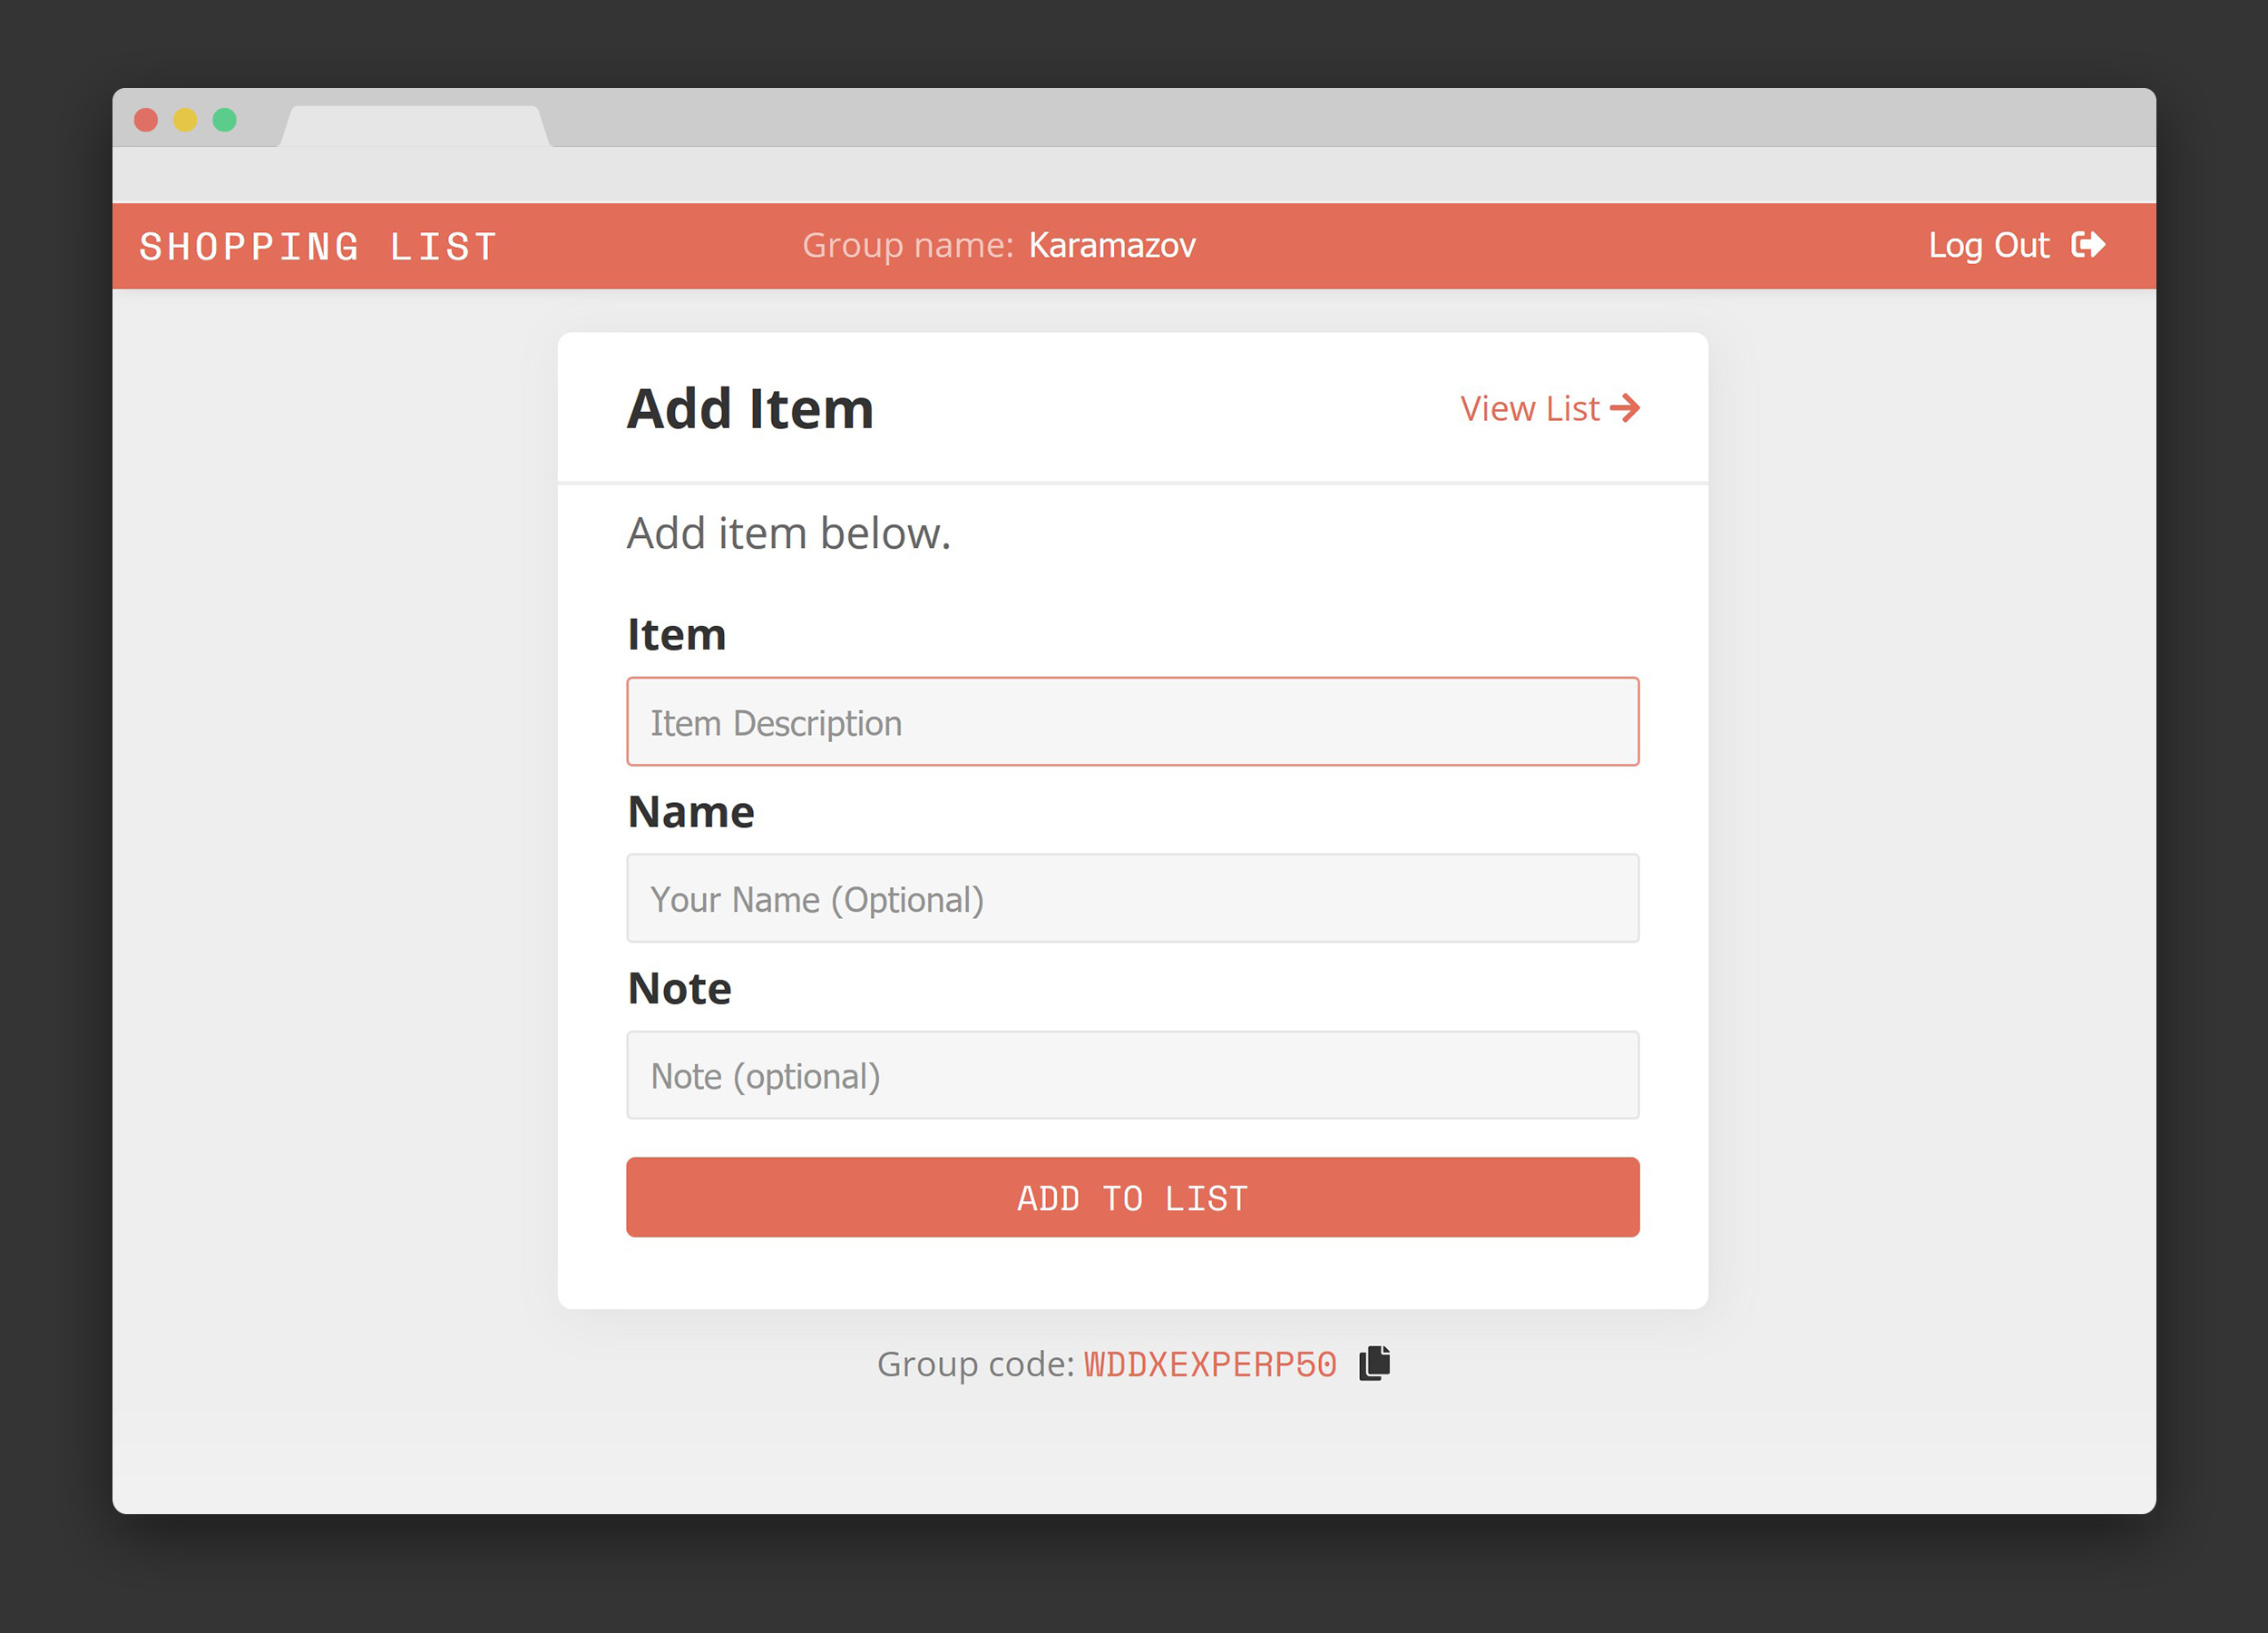 SHOPPING LIST Group name: Karamazov Log Out
Add Item View List
Add item below.
Item
Item Description
Name
Your Name (Optional)
Note
Note (optional)
ADD TO LIST
Group code: WDDXEXPERP50